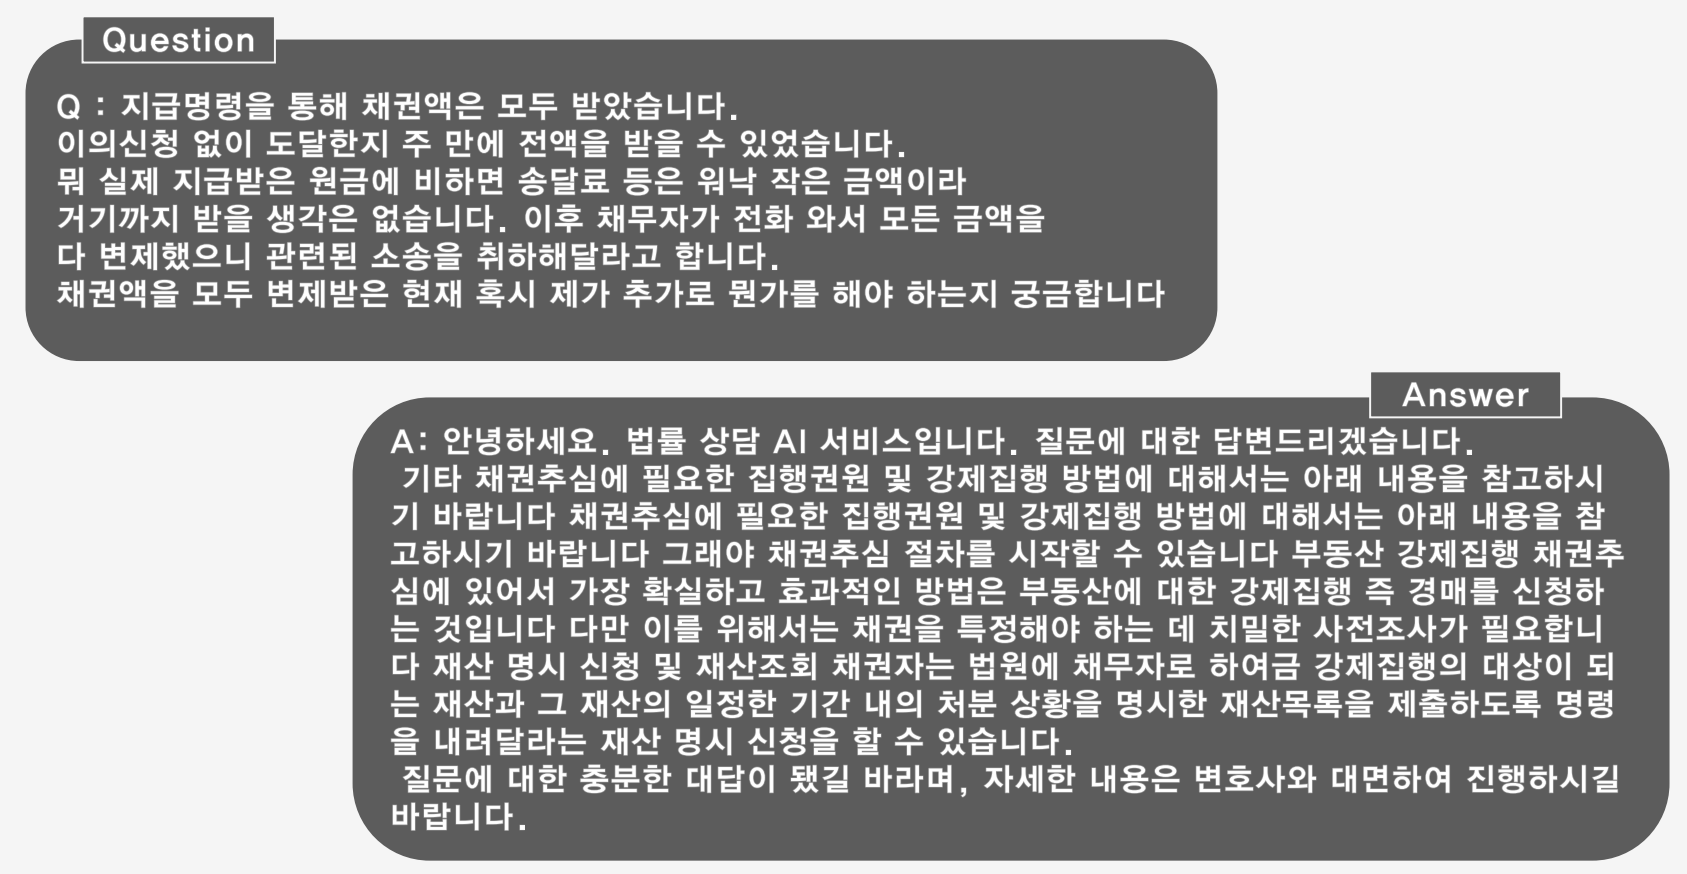 Question
Q : 지급명령을 통해 채권액은 모두 받았습니다.
이의신청 없이 도달한지 주 만에 전액을 받을 수 있었습니다.
뭐 실제 지급받은 원금에 비하면 송달료 등은 워낙 작은 금액이라
거기까지 받을 생각은 없습니다. 이후 채무자가 전화 와서 모든 금액을
다 변제했으니 관련된 소송을 취하해달라고 합니다.
채권액을 모두 변제받은 현재 혹시 제가 추가로 뭔가를 해야 하는지 궁금합니다
Answer
A: 안녕하세요. 법률 상담 AI 서비스입니다. 질문에 대한 답변드리겠습니다.
기타 채권추심에 필요한 집행권원 및 강제집행 방법에 대해서는 아래 내용을 참고하시
기 바랍니다 채권추심에 필요한 집행권원 및 강제집행 방법에 대해서는 아래 내용을 참
고하시기 바랍니다 그래야 채권추심 절차를 시작할 수 있습니다 부동산 강제집행 채권추
심에 있어서 가장 확실하고 효과적인 방법은 부동산에 대한 강제집행 즉 경매를 신청하
는 것입니다 다만 이를 위해서는 채권을 특정해야 하는 데 치밀한 사전조사가 필요합니
다 재산 명시 신청 및 재산조회 채권자는 법원에 채무자로 하여금 강제집행의 대상이 되
는 재산과 그 재산의 일정한 기간 내의 처분 상황을 명시한 재산목록을 제출하도록 명령
을 내려달라는 재산 명시 신청을 할 수 있습니다.
질문에 대한 충분한 대답이 됐길 바라며, 자세한 내용은 변호사와 대면하여 진행하시길
바랍니다.